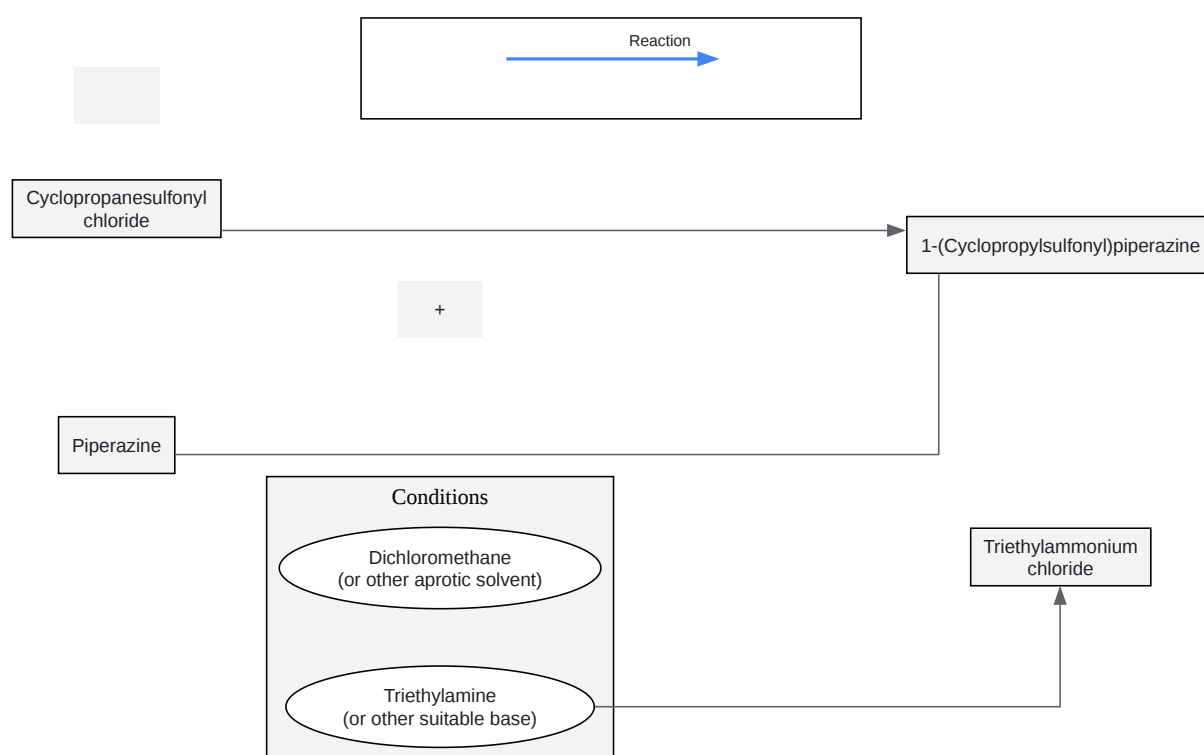 Reaction
Cyclopropanesulfonyl
chloride
1-(Cyclopropylsulfonyl)piperazine
+
Piperazine
Conditions
Dichloromethane
(or other aprotic solvent)
Triethylammonium
chloride
Triethylamine
(or other suitable base)